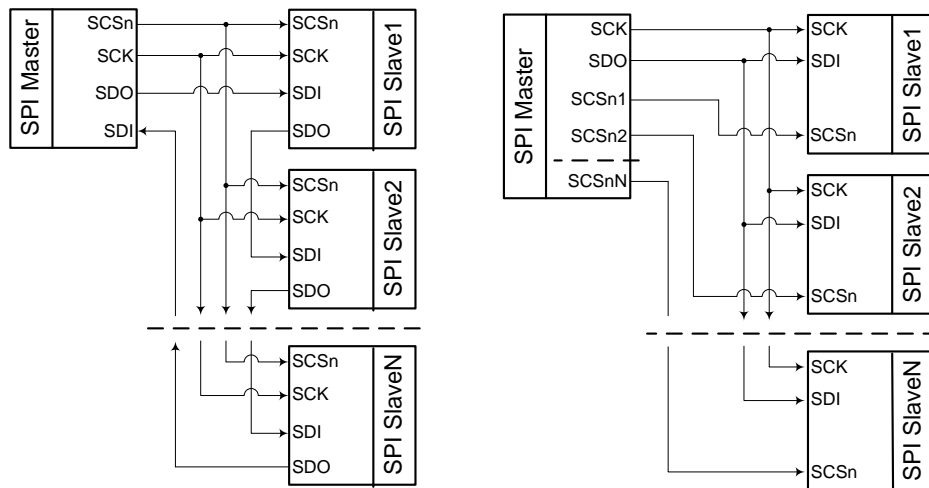 SPI Master
SCSn
SCK
SDO
SDI
SCSn
SCK
SDI
SDO
SPI Slave1
SCSn
SCK
SDI
SDO
SPI Slave2
SCSn
SCK
SDI
SDO
SPI SlaveN
SPI Master
SCK
SDO
SCSn1
SCSn2
SCSnN
SCK
SDI
SCSn
SPI Slave1
SCK
SDI
SCSn
SPI Slave2
SCK
SDI
SCSn
SPI SlaveN